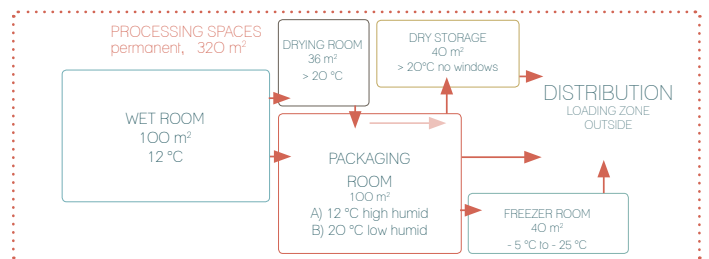 PROCESSING SPACES
permanent, 320 m²
DRYING ROOM
36 m²
> 20 °C
DRY STORAGE
40 m²
> 20°C no windows
WET ROOM
100 m²
12 °C
DISTRIBUTION
LOADING ZONE
OUTSIDE
PACKAGING
ROOM
100 m²
A) 12 °C high humid
B) 20 °C low humid
FREEZER ROOM
40 m²
- 5 °C to - 25 °C